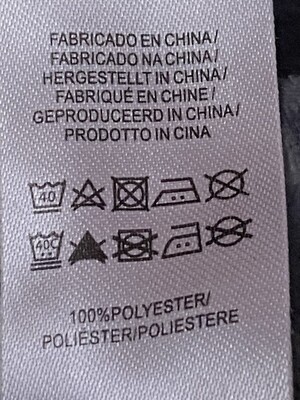 FABRICADO EN CHINA/
FABRICADO NA CHINA/
HERGESTELLT IN CHINA/
FABRIQUÉ EN CHINE/
GEPRODUCEERD IN CHINA/
PRODOTTO IN CINA
40
40C
100%POLYESTER/
POLIÉSTER/POLIESTERE